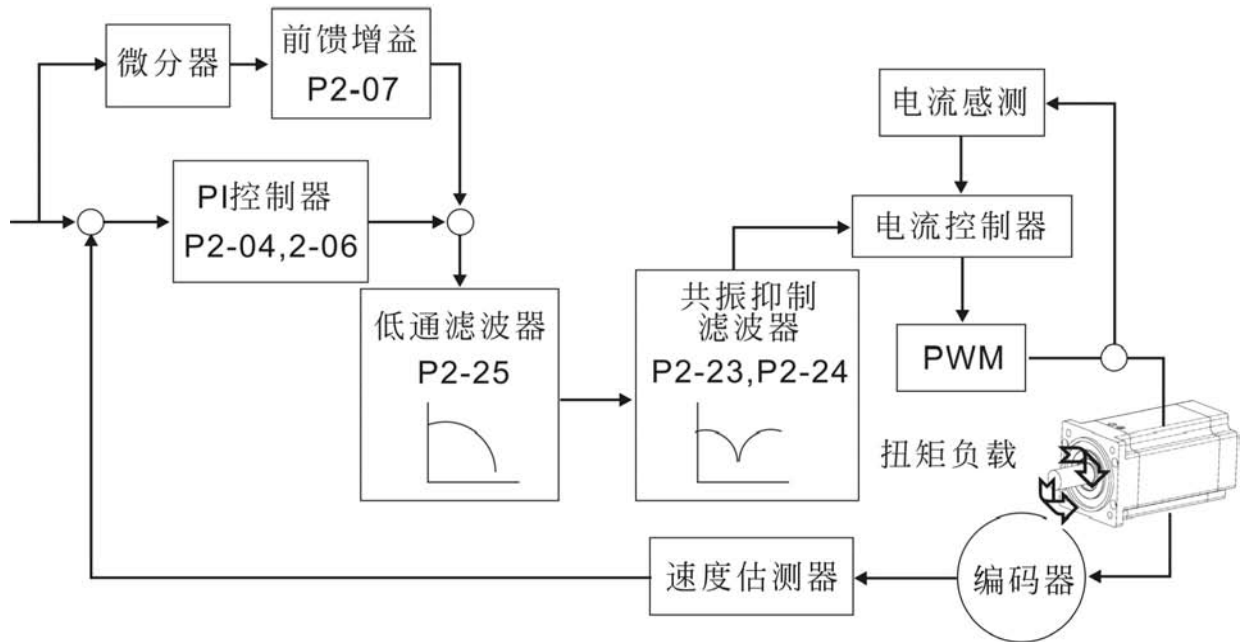 微分器
前馈增益
P2-07
电流感测
PI控制器
P2-04,2-06
电流控制器
低通滤波器
P2-25
共振抑制
滤波器
P2-23,P2-24
PWM
扭矩负载
速度估测器
编码器